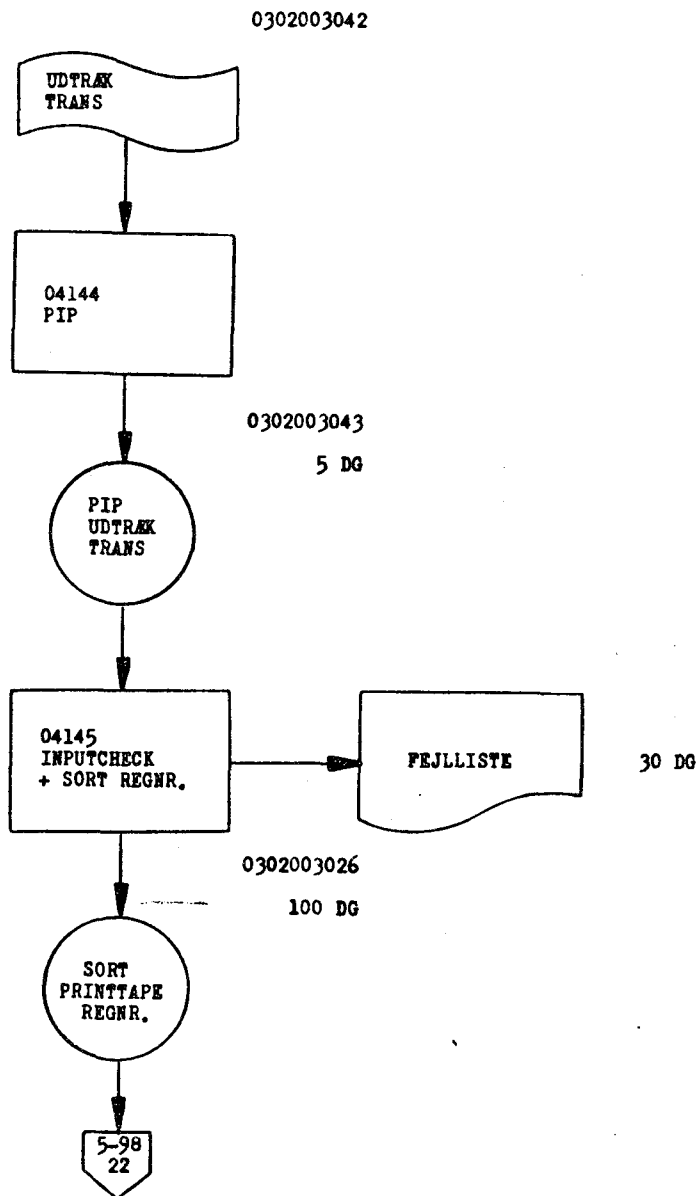 0302003042
UDTRÆK
TRANS
04144
PIP
0302003043
5 DG
PIP
UDTRÆK
TRANS
04145
INPUTCHECK
+ SORT REGNR.
FEJLLISTE
30 DG
0302003026
100 DG
SORT
PRINTTAPE
REGNR.
5-98
22